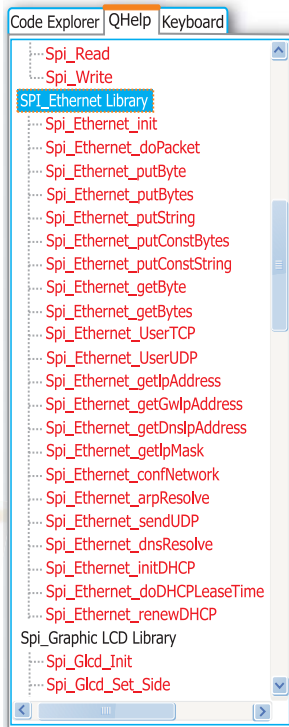 Code Explorer QHelp Keyboard
Spi_Read
Spi_Write
SPI_Ethernet Library
Spi_Ethernet_init
Spi_Ethernet_doPacket
Spi_Ethernet_putByte
Spi_Ethernet_putBytes
Spi_Ethernet_putString
Spi_Ethernet_putConstBytes
Spi_Ethernet_putConstString
Spi_Ethernet_getByte
Spi_Ethernet_getBytes
Spi_Ethernet_UserTCP
Spi_Ethernet_UserUDP
Spi_Ethernet_getIpAddress
Spi_Ethernet_getGwIpAddress
Spi_Ethernet_getDnsIpAddress
Spi_Ethernet_getIpMask
Spi_Ethernet_confNetwork
Spi_Ethernet_arpResolve
Spi_Ethernet_sendUDP
Spi_Ethernet_dnsResolve
Spi_Ethernet_initDHCP
Spi_Ethernet_doDHCPLeaseTime
Spi_Ethernet_renewDHCP
Spi_Graphic LCD Library
Spi_Glcd_Init
Spi_Glcd_Set_Side